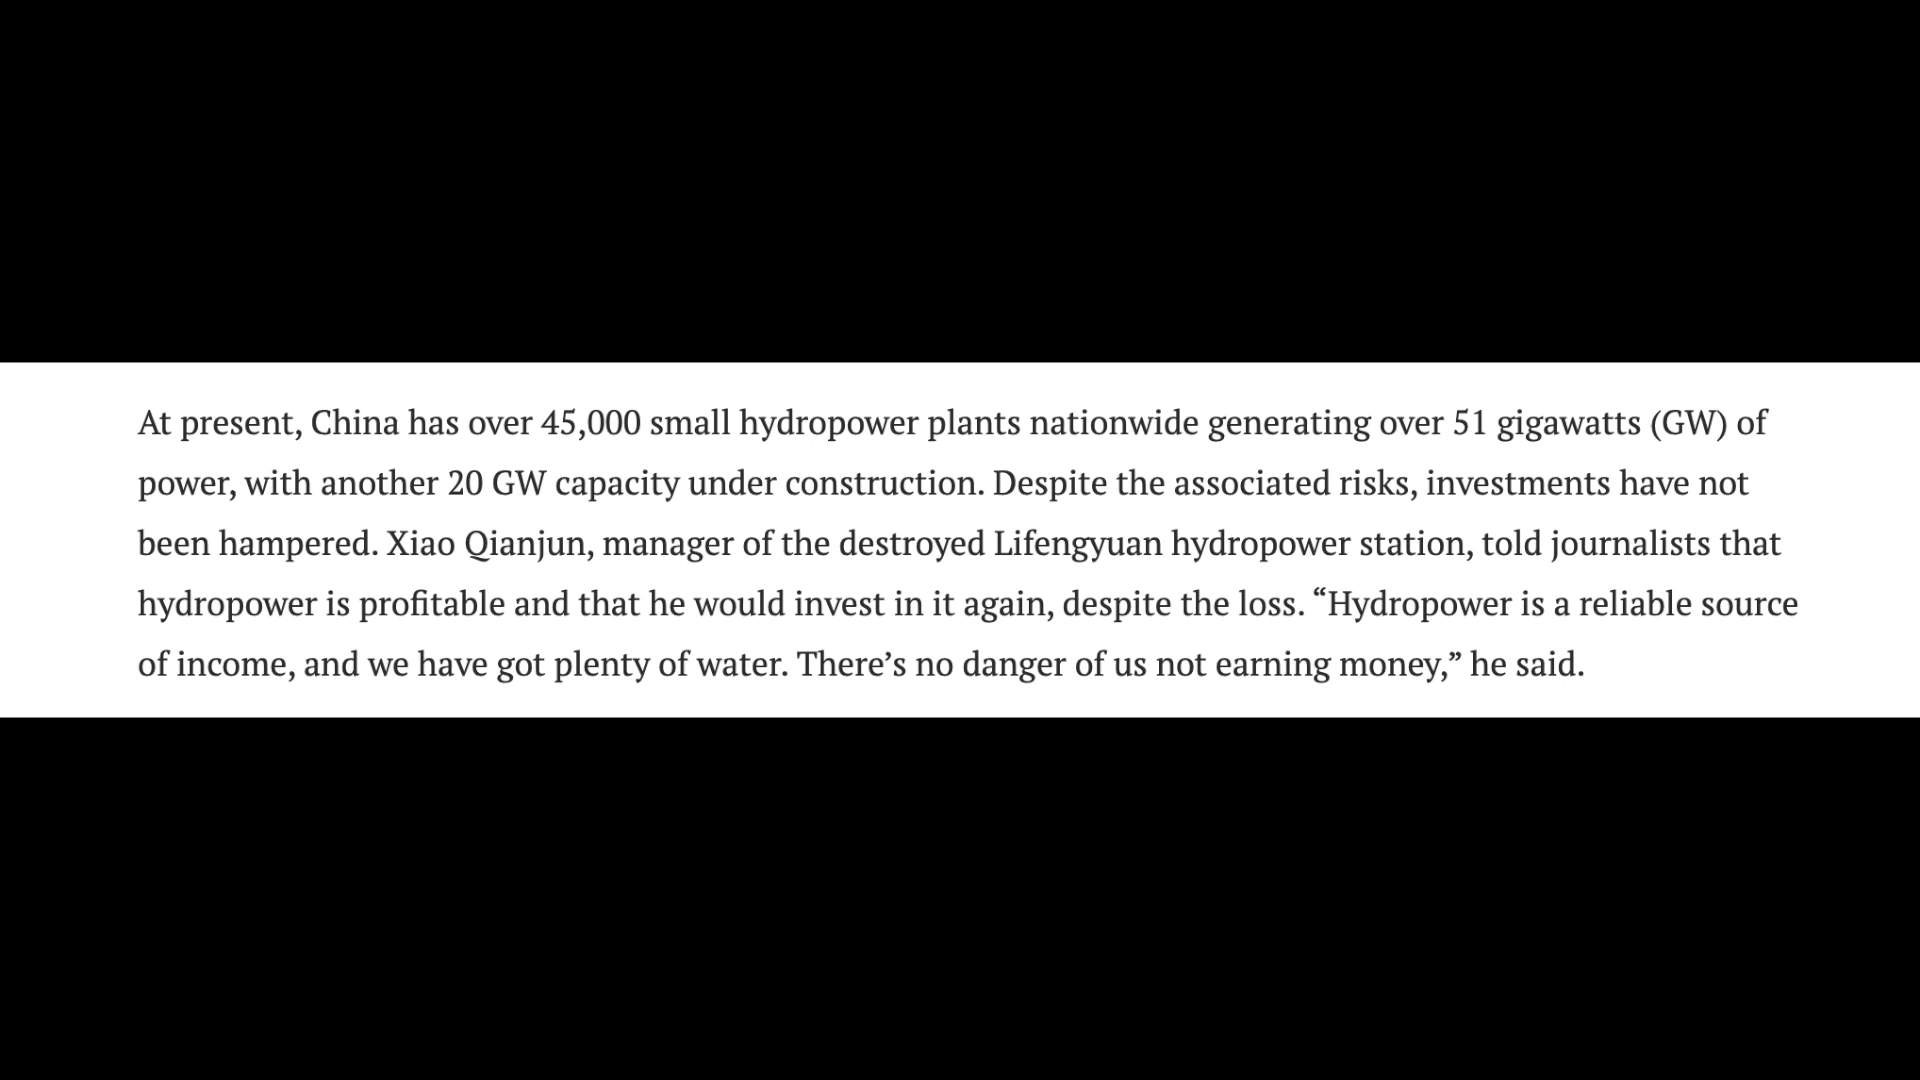 At present, China has over 45,000 small hydropower plants nationwide generating over 51 gigawatts (GW) of
power, with another 20 GW capacity under construction. Despite the associated risks, investments have not
been hampered. Xiao Qianjun, manager of the destroyed Lifengyuan hydropower station, told journalists that
hydropower is profitable and that he would invest in it again, despite the loss. “Hydropower is a reliable source
of income, and we have got plenty of water. There’s no danger of us not earning money,” he said.